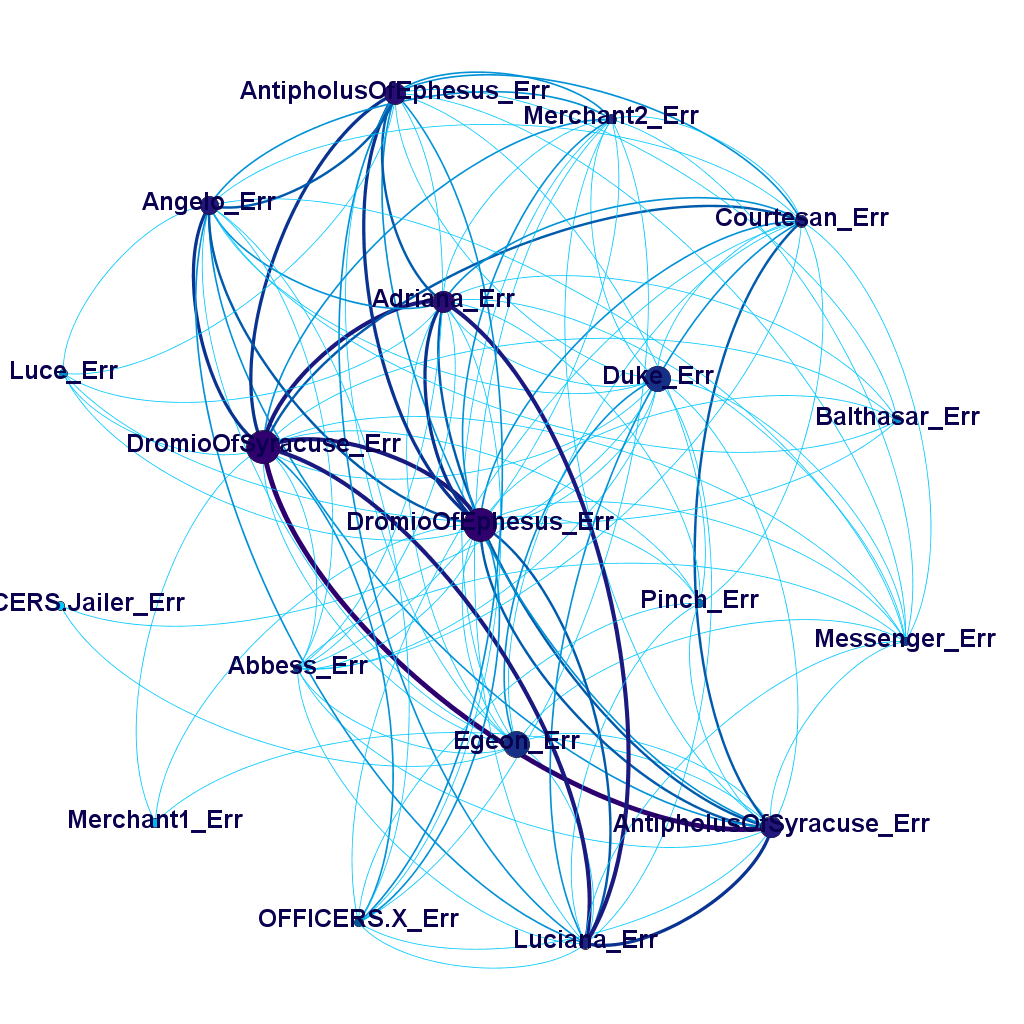 AntipholusOfEphesus_Err
Merchant2_Err
Angelo_Err
Courtesan_Err
Adriana_Err
Luce_Err
Duke_Err
Balthasar_Err
DromioOfSyracuse_Err
DromioOfEphesus_Err
CERS.Jailer_Err
Pinch_Err
Messenger_Err
Abbess_Err
Egeon_Err
Merchant1_Err
AntipholusOfSyracuse_Err
OFFICERS.X_Err
Luciana_Err